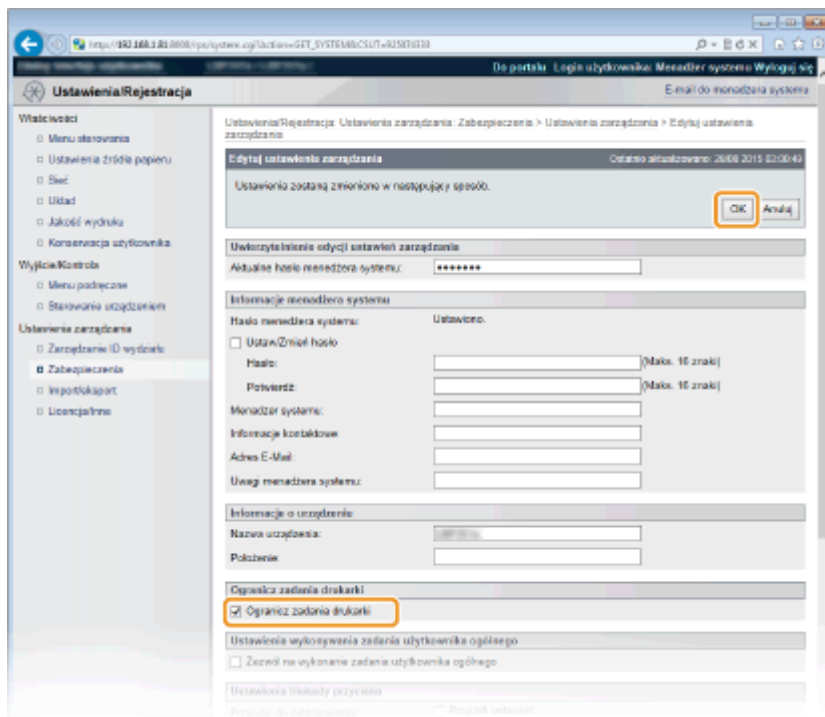 Do portalu Login użytkownika: Menedżer systemu Wyloguj się
Ustawienia/Rejestracja
E-mail do menedżera systemu
Właściwości
Menu sterowania
Ustawienia źródła papieru
Sieć
Układ
Jakość wydruku
Konserwacja użytkownika
Wyjście/Kontrola
Menu podręczne
Sterowanie urządzeniem
Ustawienia zarządzania
Zarządzanie ID wydziału
Zabezpieczenia
Import/eksport
Licencja/Inne
Ustawienia/Rejestracja: Ustawienia zarządzania: Zabezpieczenia > Ustawienia zarządzania > Edytuj ustawienia
zarządzania
Edytuj ustawienia zarządzania
Ostatnio aktualizowano: 28/08 2015 03:00:49
Ustawienia zostaną zmienione w następujący sposób.
OK Anuluj
Uwierzytelnienie edycji ustawień zarządzania
Aktualne hasło menedżera systemu: •••••••
Informacje menadżera systemu
Hasło menedżera systemu: Ustawiono.
Ustaw/Zmień hasło
Hasło: (Maks. 16 znaki)
Potwierdź: (Maks. 16 znaki)
Menadżer systemu:
Informacje kontaktowe:
Adres E-Mail:
Uwagi menadżera systemu:
Informacje o urządzeniu
Nazwa urządzenia:
Położenie:
Ogranicz zadania drukarki
Ogranicz zadania drukarki
Ustawienia wykonywania zadania użytkownika ogólnego
Zezwól na wykonanie zadania użytkownika ogólnego
Ustawienia blokady przycisku